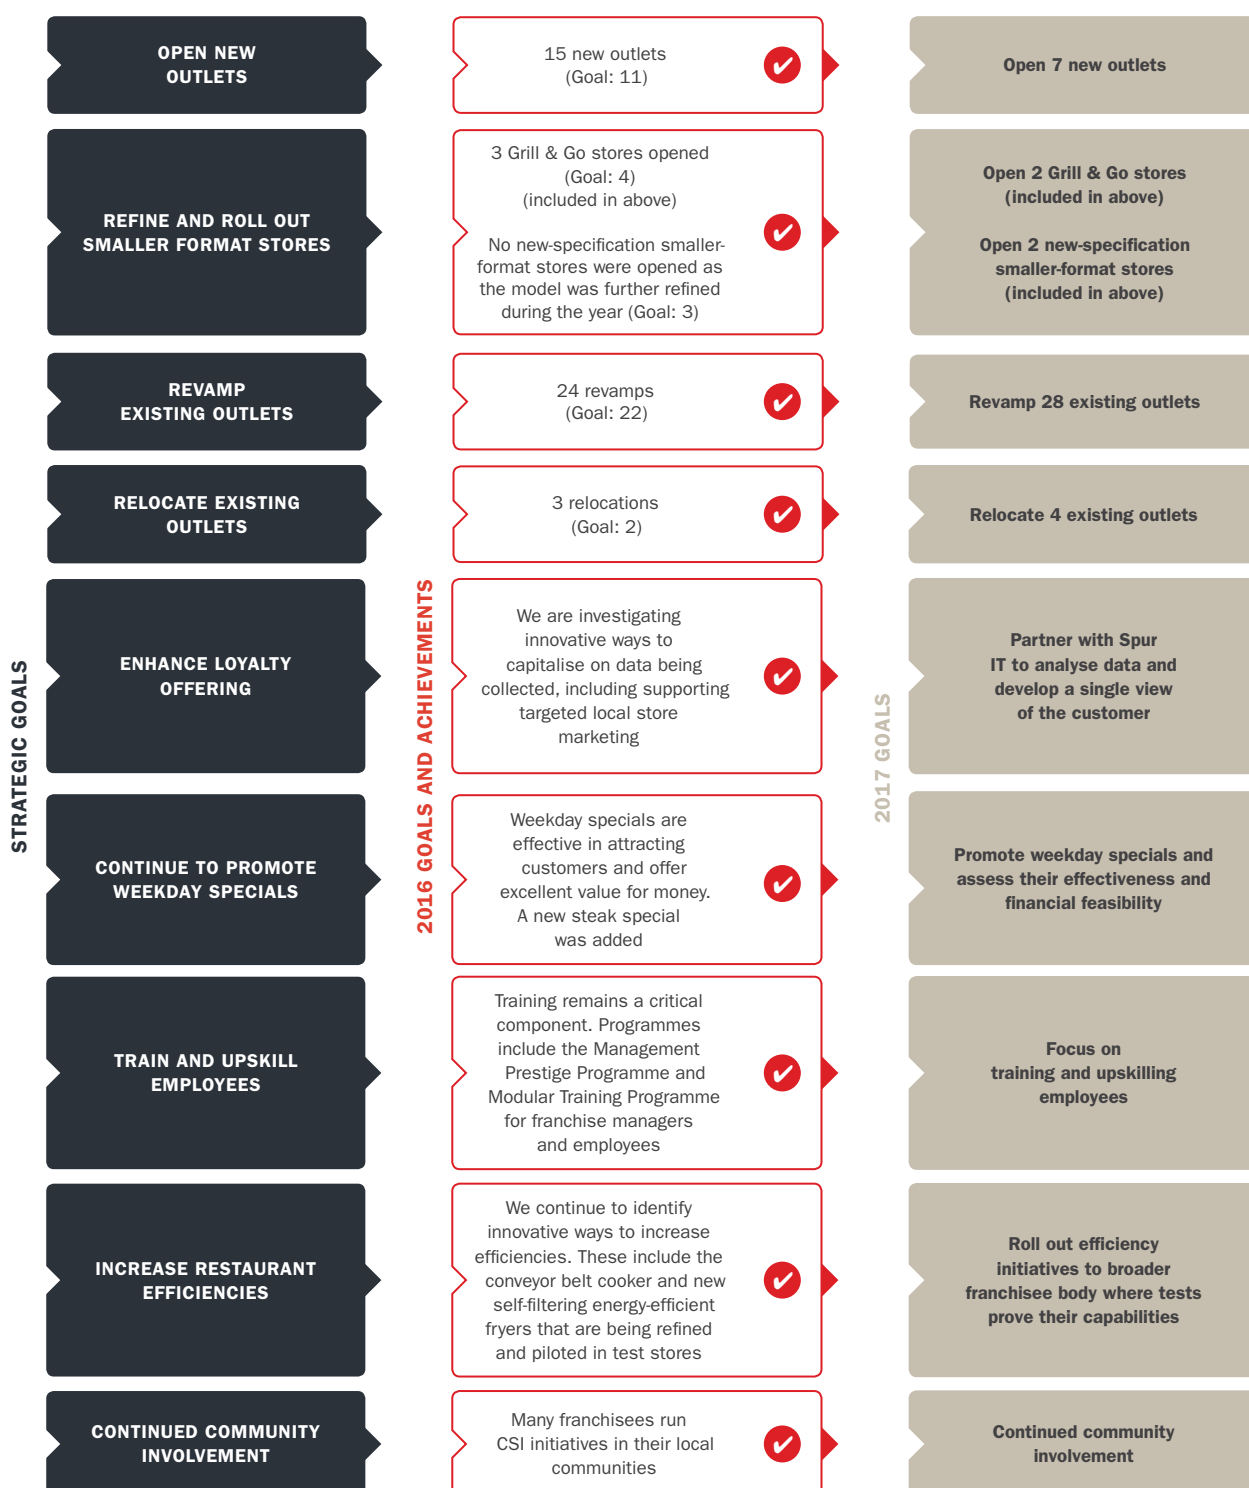 STRATEGIC GOALS
2016 GOALS AND ACHIEVEMENTS
2017 GOALS
OPEN NEW
OUTLETS
15 new outlets
(Goal: 11)
Open 7 new outlets
REFINE AND ROLL OUT
SMALLER FORMAT STORES
3 Grill & Go stores opened
(Goal: 4)
(included in above)
No new-specification smaller-
format stores were opened as
the model was further refined
during the year (Goal: 3)
Open 2 Grill & Go stores
(included in above)
Open 2 new-specification
smaller-format stores
(included in above)
REVAMP
EXISTING OUTLETS
24 revamps
(Goal: 22)
Revamp 28 existing outlets
RELOCATE EXISTING
OUTLETS
3 relocations
(Goal: 2)
Relocate 4 existing outlets
ENHANCE LOYALTY
OFFERING
We are investigating
innovative ways to
capitalise on data being
collected, including supporting
targeted local store
marketing
Partner with Spur
IT to analyse data and
develop a single view
of the customer
CONTINUE TO PROMOTE
WEEKDAY SPECIALS
Weekday specials are
effective in attracting
customers and offer
excellent value for money.
A new steak special
was added
Promote weekday specials and
assess their effectiveness and
financial feasibility
TRAIN AND UPSKILL
EMPLOYEES
Training remains a critical
component. Programmes
include the Management
Prestige Programme and
Modular Training Programme
for franchise managers
and employees
Focus on
training and upskilling
employees
INCREASE RESTAURANT
EFFICIENCIES
We continue to identify
innovative ways to increase
efficiencies. These include the
conveyor belt cooker and new
self-filtering energy-efficient
fryers that are being refined
and piloted in test stores
Roll out efficiency
initiatives to broader
franchisee body where tests
prove their capabilities
CONTINUED COMMUNITY
INVOLVEMENT
Many franchisees run
CSI initiatives in their local
communities
Continued community
involvement